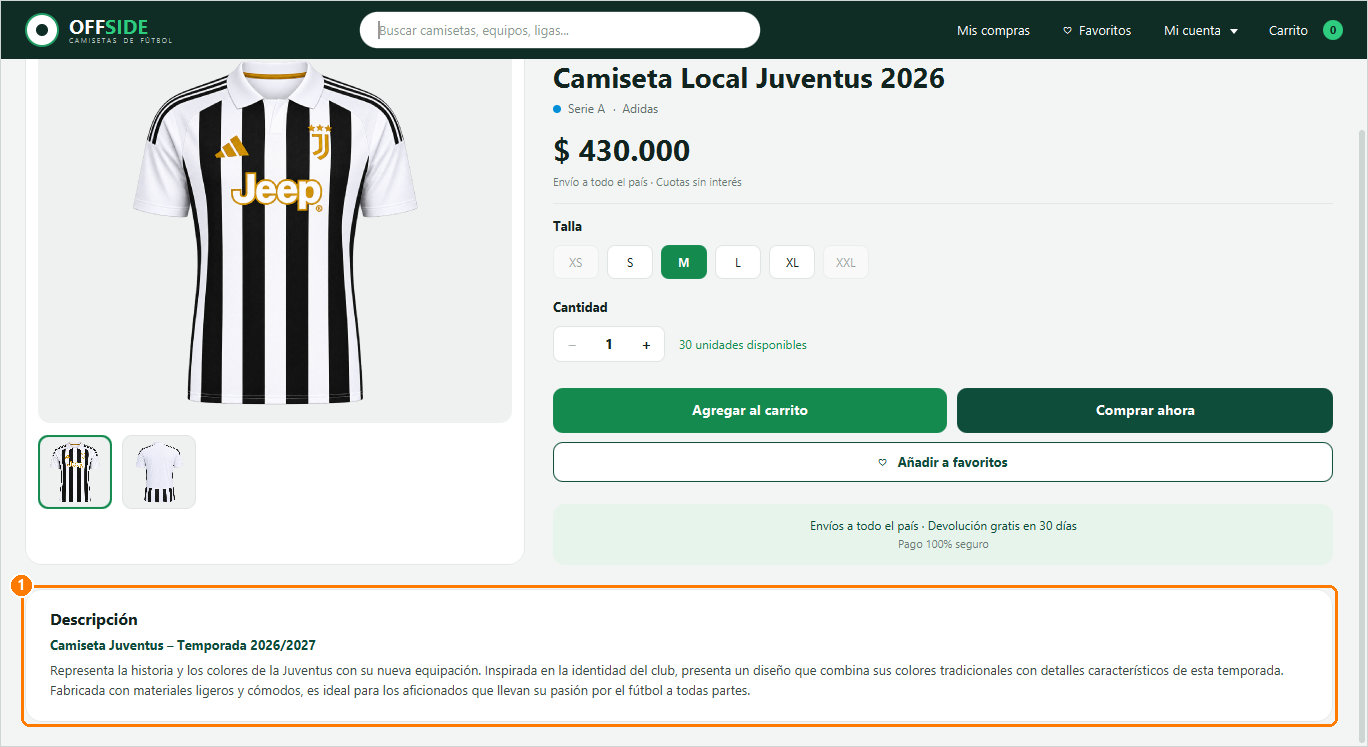 OFFSIDE
CAMISETAS DE FÚTBOL
Buscar camisetas, equipos, ligas...
Mis compras
Favoritos
Mi cuenta
Carrito
0
Jeep
Camiseta Local Juventus 2026
Serie A · Adidas
$ 430.000
Envío a todo el país · Cuotas sin interés
Talla
XS S M L XL XXL
Cantidad
− 1 +
30 unidades disponibles
Agregar al carrito
Comprar ahora
Añadir a favoritos
Envíos a todo el país · Devolución gratis en 30 días
Pago 100% seguro
1
Descripción
Camiseta Juventus – Temporada 2026/2027
Representa la historia y los colores de la Juventus con su nueva equipación. Inspirada en la identidad del club, presenta un diseño que combina sus colores tradicionales con detalles característicos de esta temporada.
Fabricada con materiales ligeros y cómodos, es ideal para los aficionados que llevan su pasión por el fútbol a todas partes.